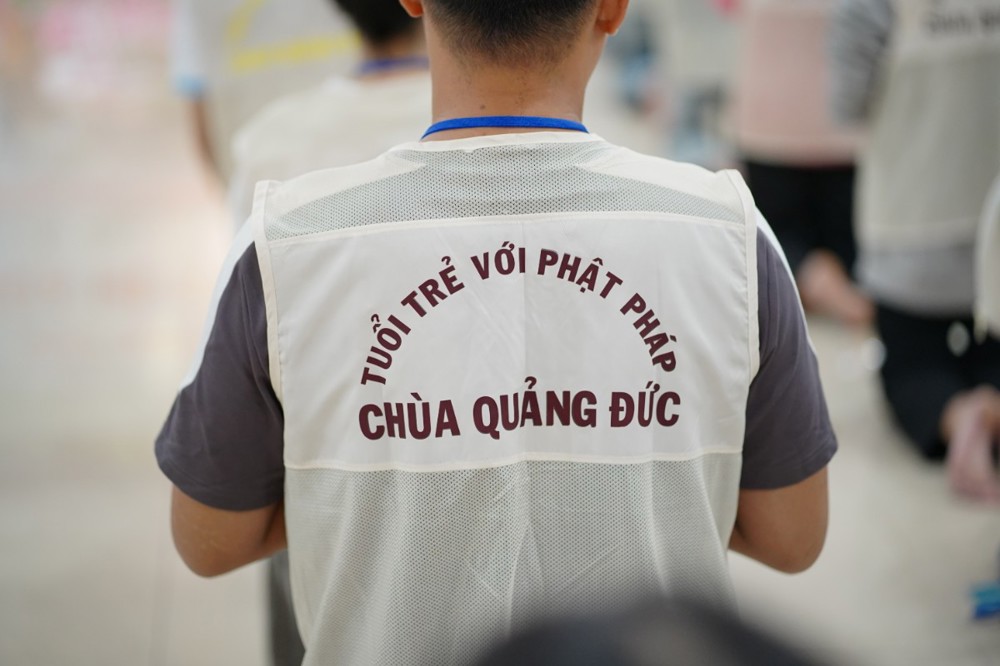 TUỔI TRẺ VỚI PHẬT PHÁP
CHÙA QUẢNG ĐỨC